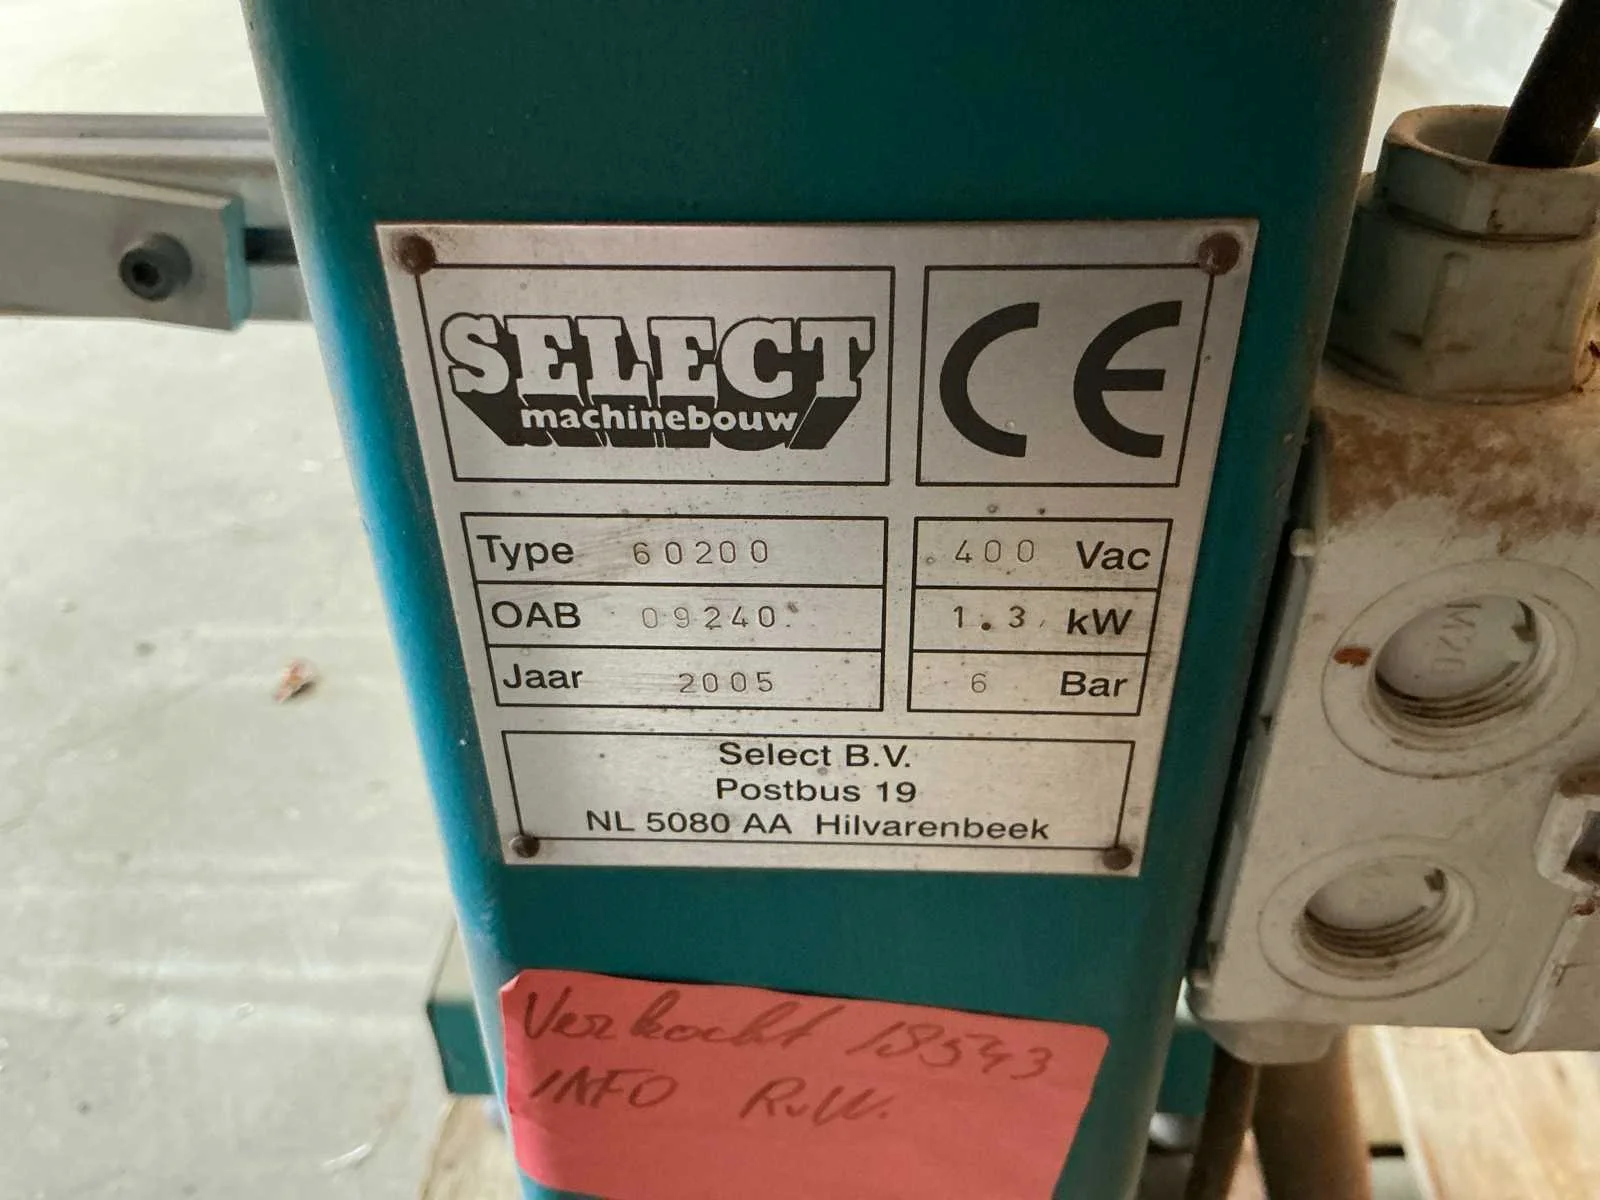 SELECT
machinebouw
CE
Type 60200
400 Vac
OAB 09240
1.3 kW
Jaar 2005
6 Bar
Select B.V.
Postbus 19
NL 5080 AA Hilvarenbeek
M20
Verkocht 18543
INFO R.v.W.